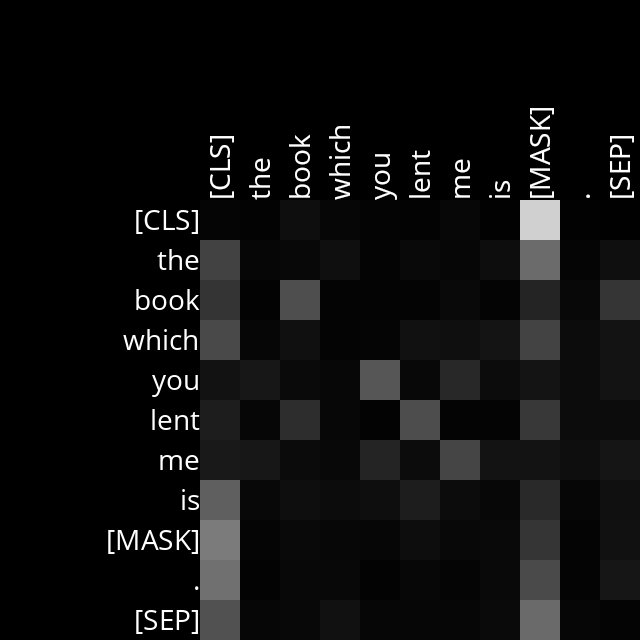 [CLS] the book which you lent me is [MASK] . [SEP]
[CLS]
the
book
which
you
lent
me
is
[MASK]
.
[SEP]